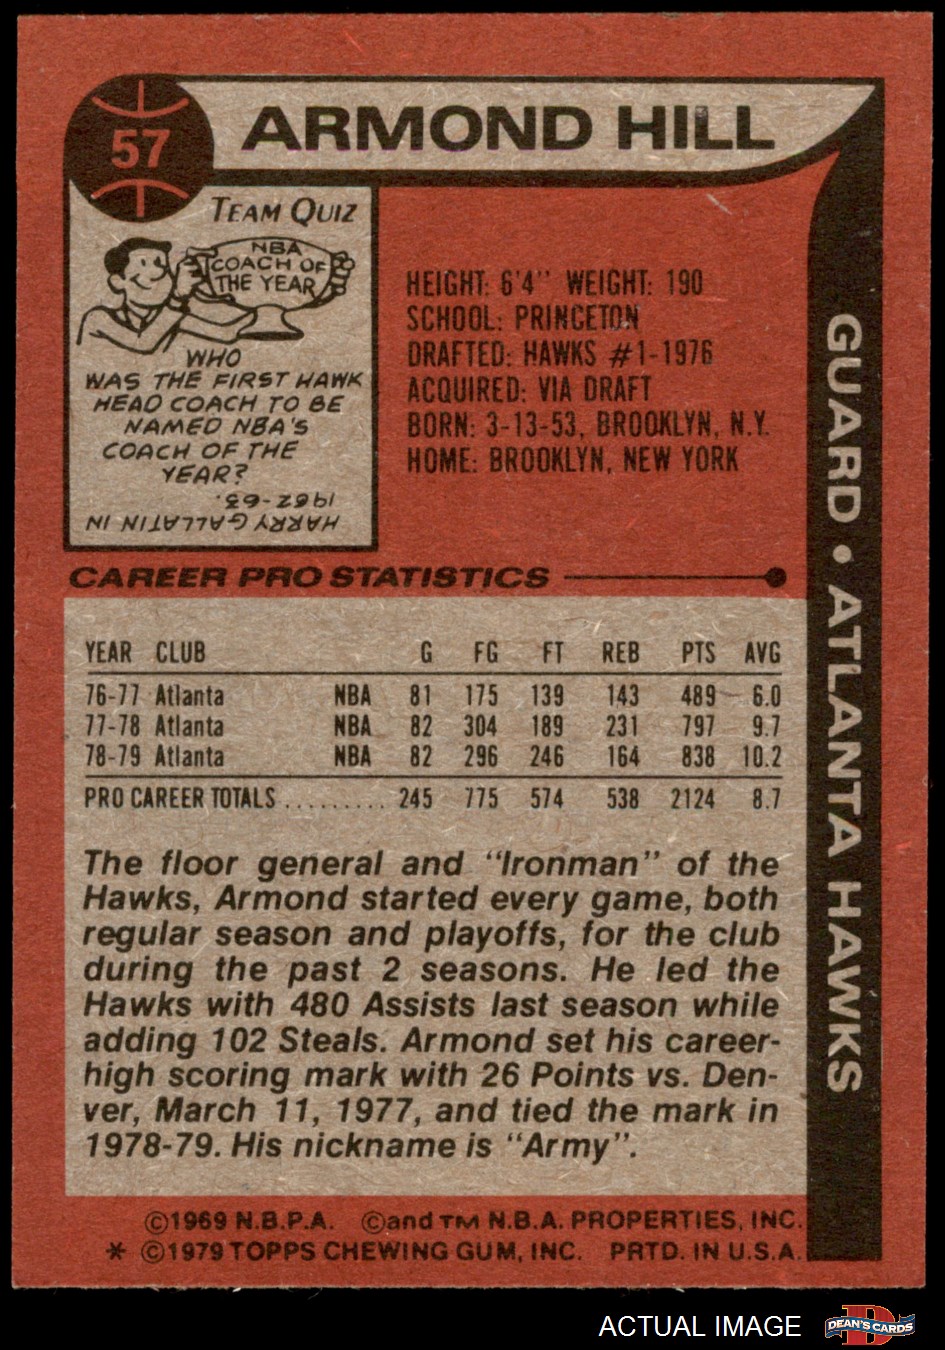 57
ARMOND HILL
TEAM QUIZ
NBA
COACH OF
THE YEAR
WHO
WAS THE FIRST HAWK
HEAD COACH TO BE
NAMED NBA'S
COACH OF THE
YEAR?
HARRY GALLATIN IN
1962-63.
HEIGHT: 6'4" WEIGHT: 190
SCHOOL: PRINCETON
DRAFTED: HAWKS #1-1976
ACQUIRED: VIA DRAFT
BORN: 3-13-53, BROOKLYN, N.Y.
HOME: BROOKLYN, NEW YORK
GUARD • ATLANTA HAWKS
CAREER PRO STATISTICS
YEAR CLUB G FG FT REB PTS AVG
76-77 Atlanta NBA 81 175 139 143 489 6.0
77-78 Atlanta NBA 82 304 189 231 797 9.7
78-79 Atlanta NBA 82 296 246 164 838 10.2
PRO CAREER TOTALS ......... 245 775 574 538 2124 8.7
The floor general and "Ironman" of the
Hawks, Armond started every game, both
regular season and playoffs, for the club
during the past 2 seasons. He led the
Hawks with 480 Assists last season while
adding 102 Steals. Armond set his career-
high scoring mark with 26 Points vs. Den-
ver, March 11, 1977, and tied the mark in
1978-79. His nickname is "Army".
©1969 N.B.P.A. ©and TM N.B.A. PROPERTIES, INC.
* ©1979 TOPPS CHEWING GUM, INC. PRTD. IN U.S.A.
ACTUAL IMAGE
DEAN'S CARDS